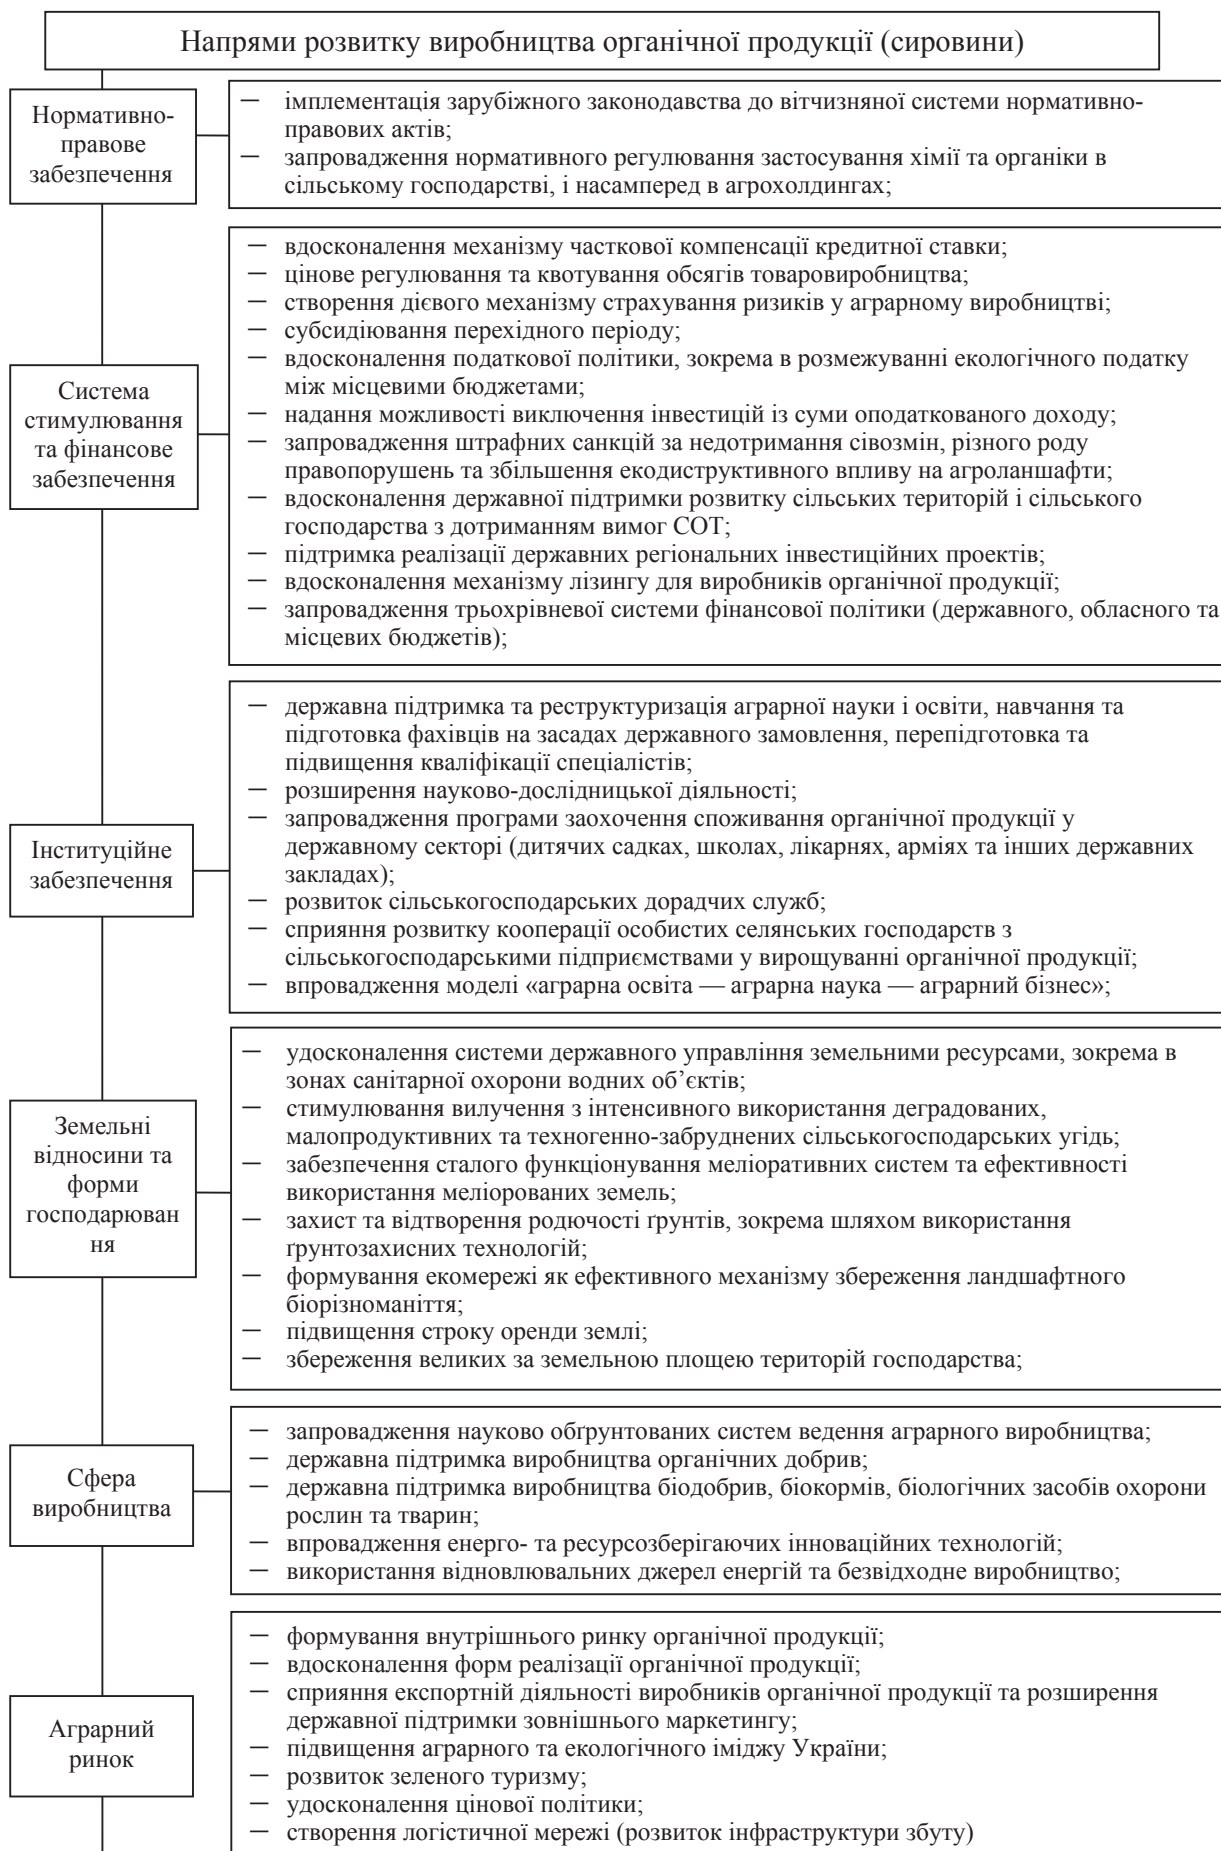 Напрями розвитку виробництва органічної продукції (сировини)
Нормативно-
правове
забезпечення
— імплементація зарубіжного законодавства до вітчизняної системи нормативно-
правових актів;
— запровадження нормативного регулювання застосування хімії та органіки в
сільському господарстві, і насамперед в агрохолдингах;
Система
стимулювання
та фінансове
забезпечення
— вдосконалення механізму часткової компенсації кредитної ставки;
— цінове регулювання та квотування обсягів товаровиробництва;
— створення дієвого механізму страхування ризиків у аграрному виробництві;
— субсидіювання перехідного періоду;
— вдосконалення податкової політики, зокрема в розмежуванні екологічного податку
між місцевими бюджетами;
— надання можливості виключення інвестицій із суми оподаткованого доходу;
— запровадження штрафних санкцій за недотримання сівозмін, різного роду
правопорушень та збільшення екодиструктивного впливу на агроланшафти;
— вдосконалення державної підтримки розвитку сільських територій і сільського
господарства з дотриманням вимог СОТ;
— підтримка реалізації державних регіональних інвестиційних проектів;
— вдосконалення механізму лізингу для виробників органічної продукції;
— запровадження трьохрівневої системи фінансової політики (державного, обласного та
місцевих бюджетів);
Інституційне
забезпечення
— державна підтримка та реструктуризація аграрної науки і освіти, навчання та
підготовка фахівців на засадах державного замовлення, перепідготовка та
підвищення кваліфікації спеціалістів;
— розширення науково-дослідницької діяльності;
— запровадження програми заохочення споживання органічної продукції у
державному секторі (дитячих садках, школах, лікарнях, арміях та інших державних
закладах);
— розвиток сільськогосподарських дорадчих служб;
— сприяння розвитку кооперації особистих селянських господарств з
сільськогосподарськими підприємствами у вирощуванні органічної продукції;
— впровадження моделі «аграрна освіта — аграрна наука — аграрний бізнес»;
Земельні
відносини та
форми
господарюван
ня
— удосконалення системи державного управління земельними ресурсами, зокрема в
зонах санітарної охорони водних об’єктів;
— стимулювання вилучення з інтенсивного використання деградованих,
малопродуктивних та техногенно-забруднених сільськогосподарських угідь;
— забезпечення сталого функціонування меліоративних систем та ефективності
використання меліорованих земель;
— захист та відтворення родючості ґрунтів, зокрема шляхом використання
ґрунтозахисних технологій;
— формування екомережі як ефективного механізму збереження ландшафтного
біорізноманіття;
— підвищення строку оренди землі;
— збереження великих за земельною площею територій господарства;
Сфера
виробництва
— запровадження науково обґрунтованих систем ведення аграрного виробництва;
— державна підтримка виробництва органічних добрив;
— державна підтримка виробництва біодобрив, біокормів, біологічних засобів охорони
рослин та тварин;
— впровадження енерго- та ресурсозберігаючих інноваційних технологій;
— використання відновлювальних джерел енергій та безвідходне виробництво;
Аграрний
ринок
— формування внутрішнього ринку органічної продукції;
— вдосконалення форм реалізації органічної продукції;
— сприяння експортній діяльності виробників органічної продукції та розширення
державної підтримки зовнішнього маркетингу;
— підвищення аграрного та екологічного іміджу України;
— розвиток зеленого туризму;
— удосконалення цінової політики;
— створення логістичної мережі (розвиток інфраструктури збуту)